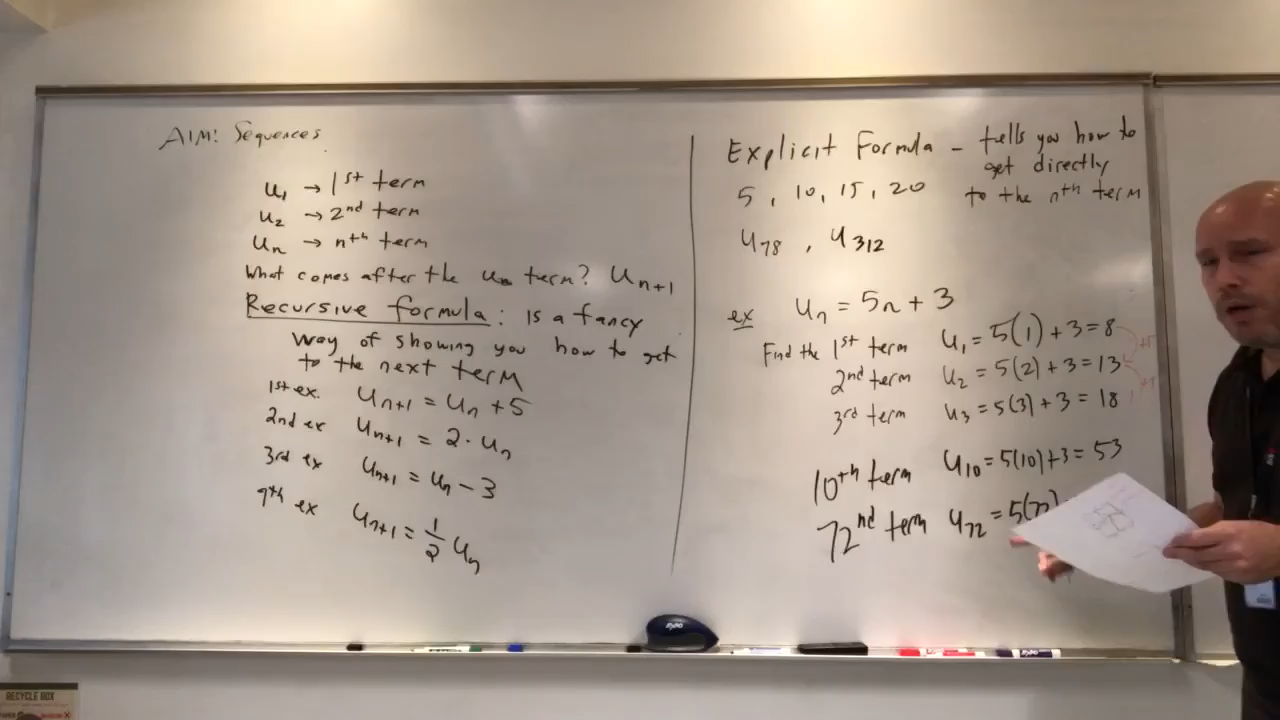 AIM: Sequences
u₁ → 1st term
u₂ → 2nd term
uₙ → nth term
What comes after the uₙ term? uₙ₊₁
Recursive formula: is a fancy
way of showing you how to get
to the next term
1st ex. uₙ₊₁ = uₙ + 5
2nd ex uₙ₊₁ = 2 · uₙ
3rd ex uₙ₊₁ = uₙ − 3
uₙ₊₁ = 1/2 uₙ
Explicit Formula – tells you how to
get directly
to the nth term
5, 10, 15, 20
u₇₈, u₃₁₂
ex uₙ = 5n + 3
Find the 1st term u₁ = 5(1) + 3 = 8
2nd term u₂ = 5(2) + 3 = 13
3rd term u₃ = 5(3) + 3 = 18
10th term u₁₀ = 5(10) + 3 = 53
72nd term u₇₂ = 5(72)
expo
RECYCLE BOX